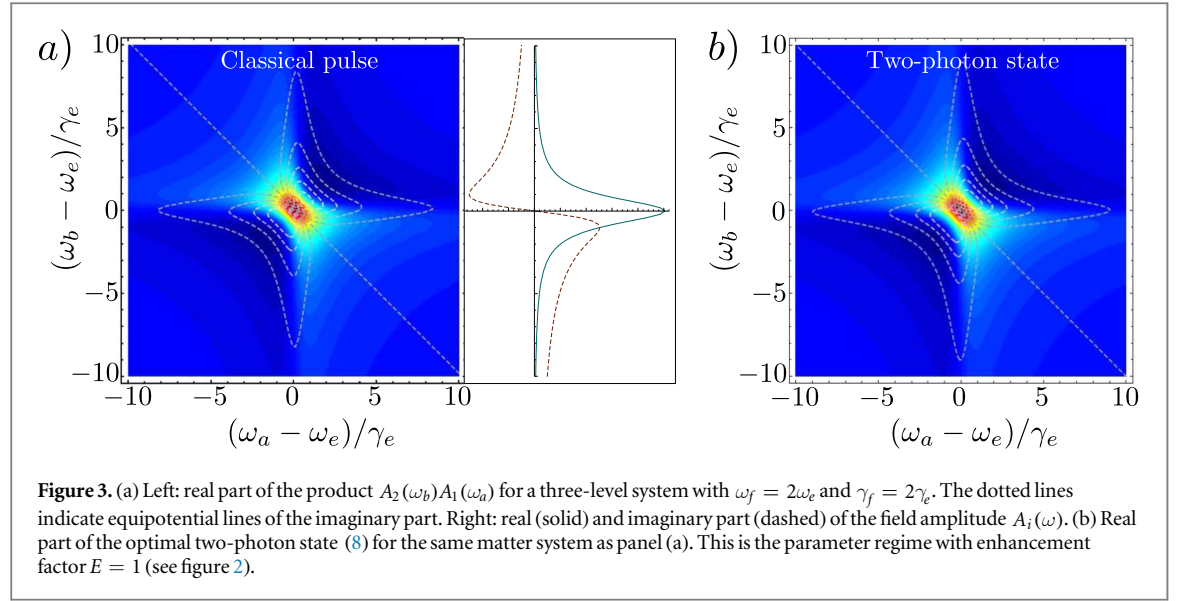 a)
Classical pulse
10
5
0
−5
−10
(ω_b − ω_e)/γ_e
−10 −5 0 5 10
(ω_a − ω_e)/γ_e
b)
Two-photon state
10
5
0
−5
−10
(ω_b − ω_e)/γ_e
−10 −5 0 5 10
(ω_a − ω_e)/γ_e
Figure 3. (a) Left: real part of the product A_2(ω_b)A_1(ω_a) for a three-level system with ω_f = 2ω_e and γ_f = 2γ_e. The dotted lines
indicate equipotential lines of the imaginary part. Right: real (solid) and imaginary part (dashed) of the field amplitude A_i(ω). (b) Real
part of the optimal two-photon state (8) for the same matter system as panel (a). This is the parameter regime with enhancement
factor E = 1 (see figure 2).